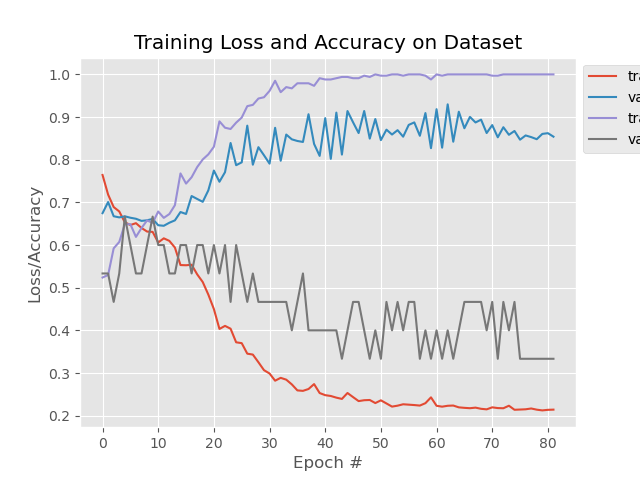 Training Loss and Accuracy on Dataset
1.0
0.9
0.8
0.7
0.6
0.5
0.4
0.3
0.2
Loss/Accuracy
0 10 20 30 40 50 60 70 80
Epoch #
tra
va
tra
va